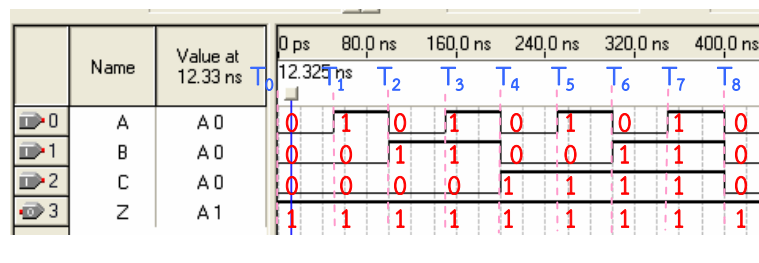 0 ps 80.0 ns 160.0 ns 240.0 ns 320.0 ns 400.0 ns
Name Value at 12.33 ns 12.325 ns
T0 T1 T2 T3 T4 T5 T6 T7 T8
0 A A 0 0 1 0 1 0 1 0 1 0
1 B A 0 0 0 1 1 0 0 1 1 0
2 C A 0 0 0 0 0 1 1 1 1 0
3 Z A 1 1 1 1 1 1 1 1 1 1